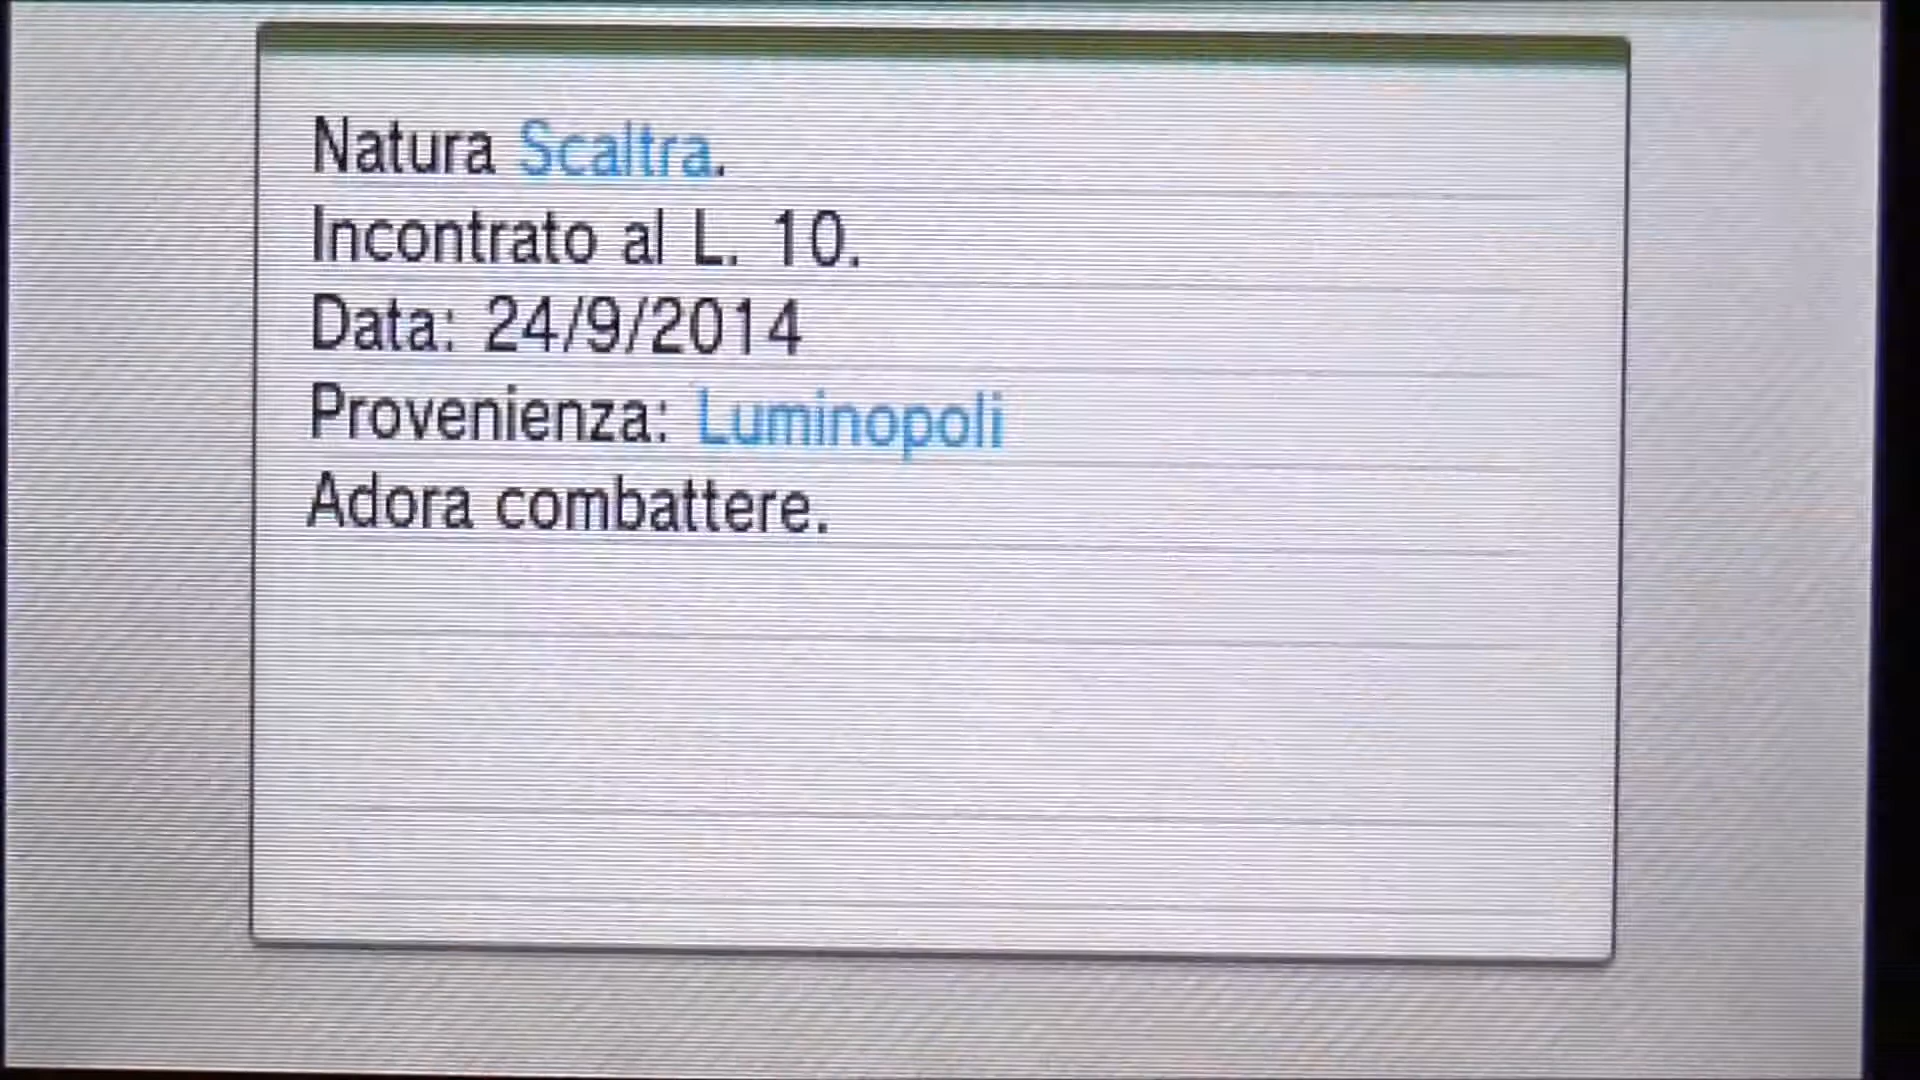 Natura Scaltra.
Incontrato al L. 10.
Data: 24/9/2014
Provenienza: Luminopoli
Adora combattere.